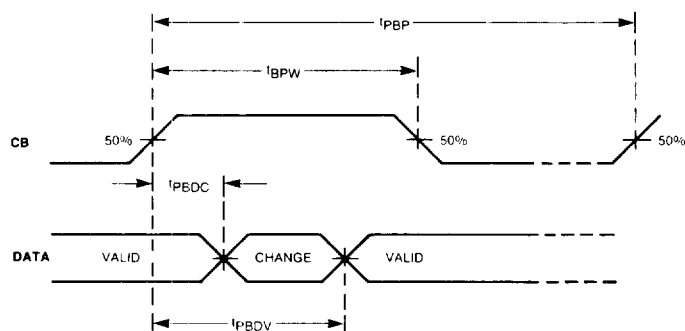 tPBP
tBPW
CB 50% 50% 50%
tPBDC
DATA VALID CHANGE VALID
tPBDV